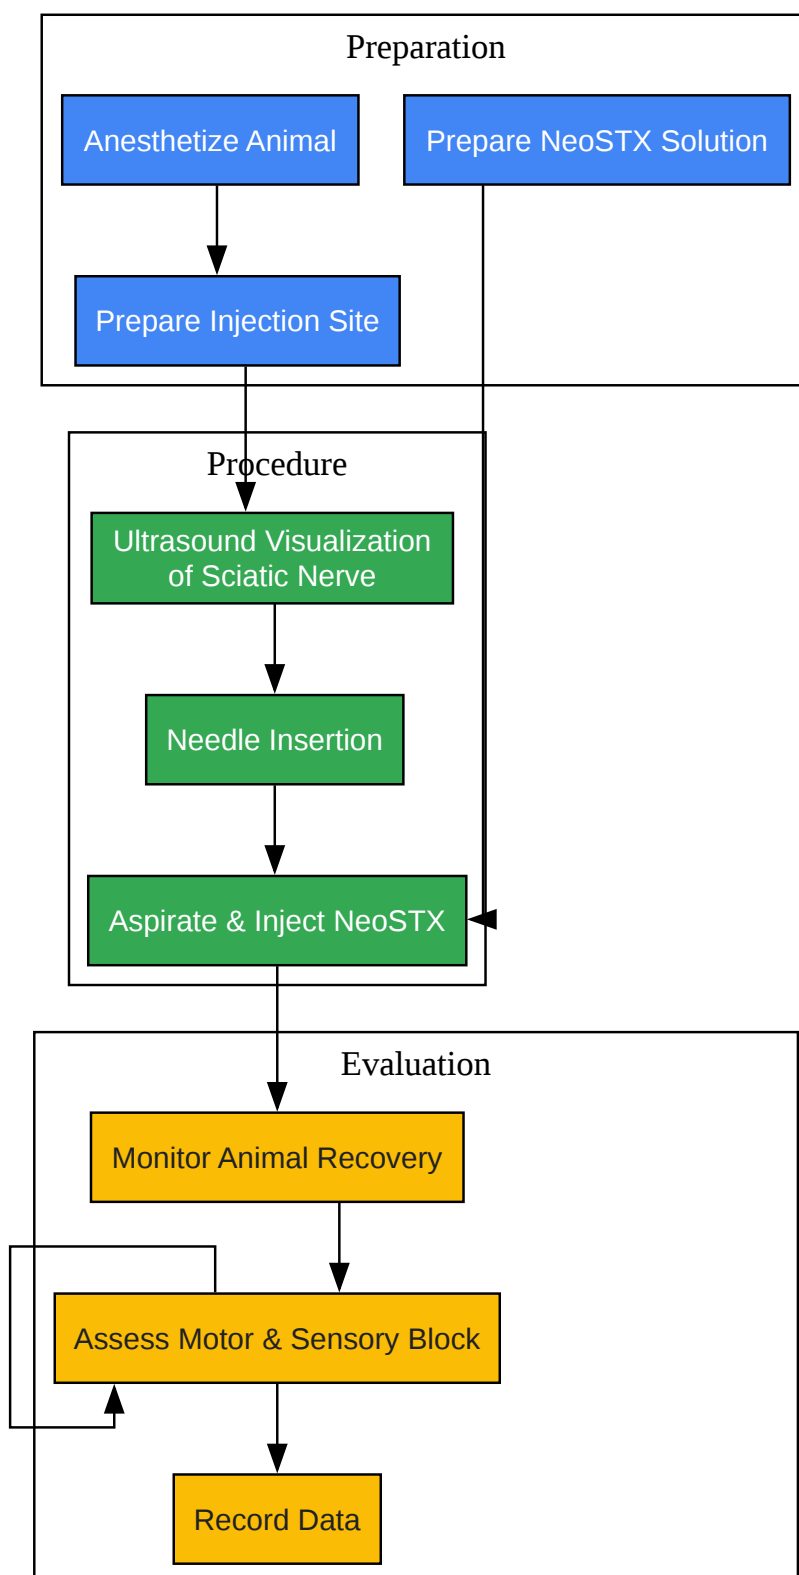 Preparation
Anesthetize Animal
Prepare NeoSTX Solution
Prepare Injection Site
Procedure
Ultrasound Visualization
of Sciatic Nerve
Needle Insertion
Aspirate & Inject NeoSTX
Evaluation
Monitor Animal Recovery
Assess Motor & Sensory Block
Record Data